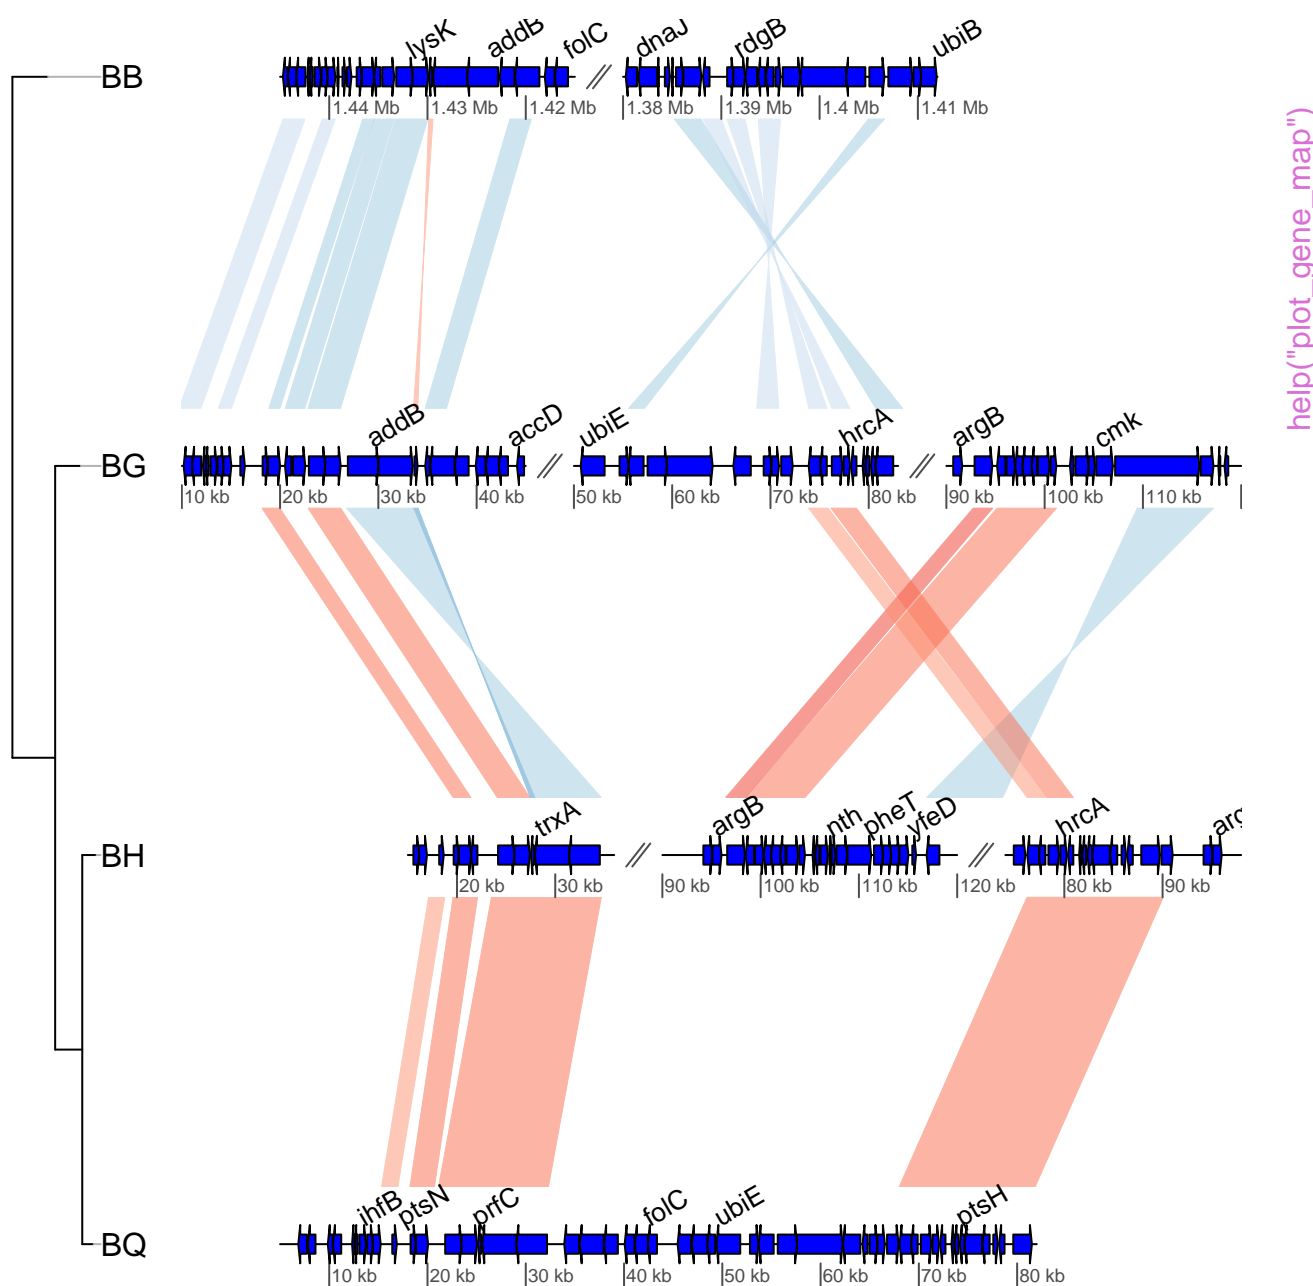 lysK addB folC dnaJ rdgB ubiB
BB
1.44 Mb 1.43 Mb 1.42 Mb 1.38 Mb 1.39 Mb 1.4 Mb 1.41 Mb
help("plot_gene_map")
addB accD ubiE hrcA argB cmk
BG
10 kb 20 kb 30 kb 40 kb 50 kb 60 kb 70 kb 80 kb 90 kb 100 kb 110 kb
trxA argB nth pheT yfeD hrcA arg
BH
20 kb 30 kb 90 kb 100 kb 110 kb 120 kb 80 kb 90 kb
ihfB ptsN prfC folC ubiE ptsH
BQ
10 kb 20 kb 30 kb 40 kb 50 kb 60 kb 70 kb 80 kb